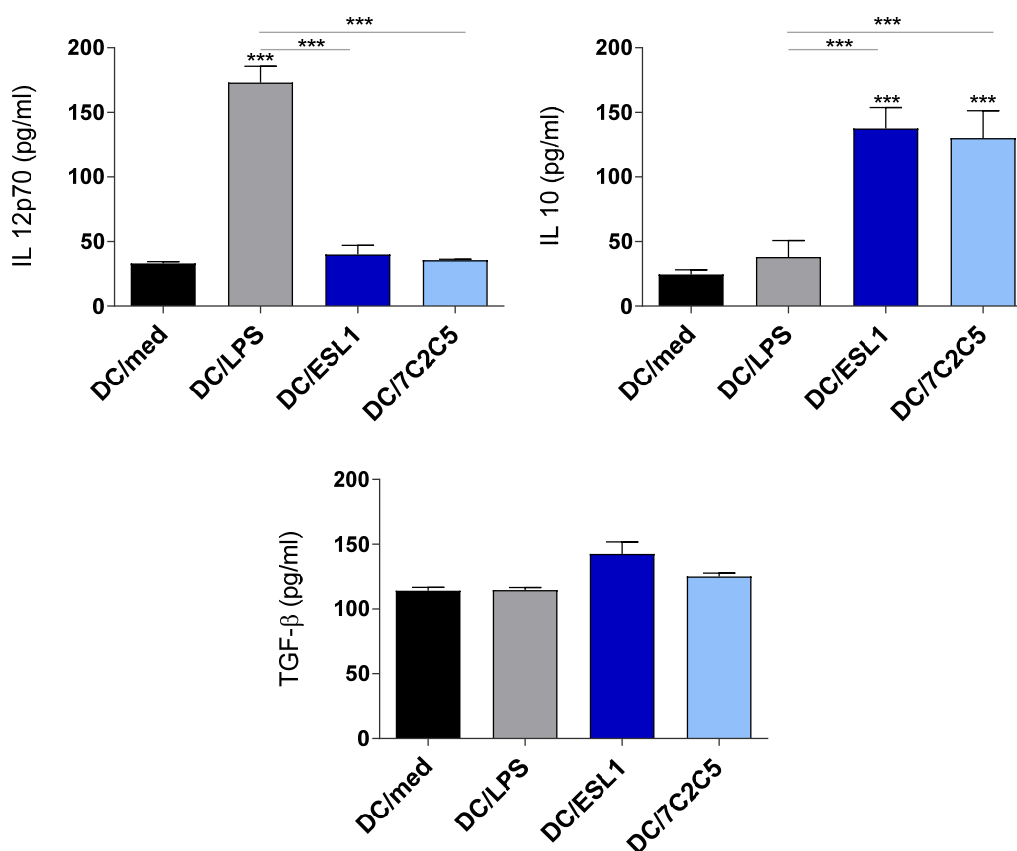 ***
***
***
200
150
100
50
0
IL 12p70 (pg/ml)
DC/med
DC/LPS
DC/ESL1
DC/7C2C5
***
***
***
***
200
150
100
50
0
IL 10 (pg/ml)
DC/med
DC/LPS
DC/ESL1
DC/7C2C5
200
150
100
50
0
TGF-β (pg/ml)
DC/med
DC/LPS
DC/ESL1
DC/7C2C5